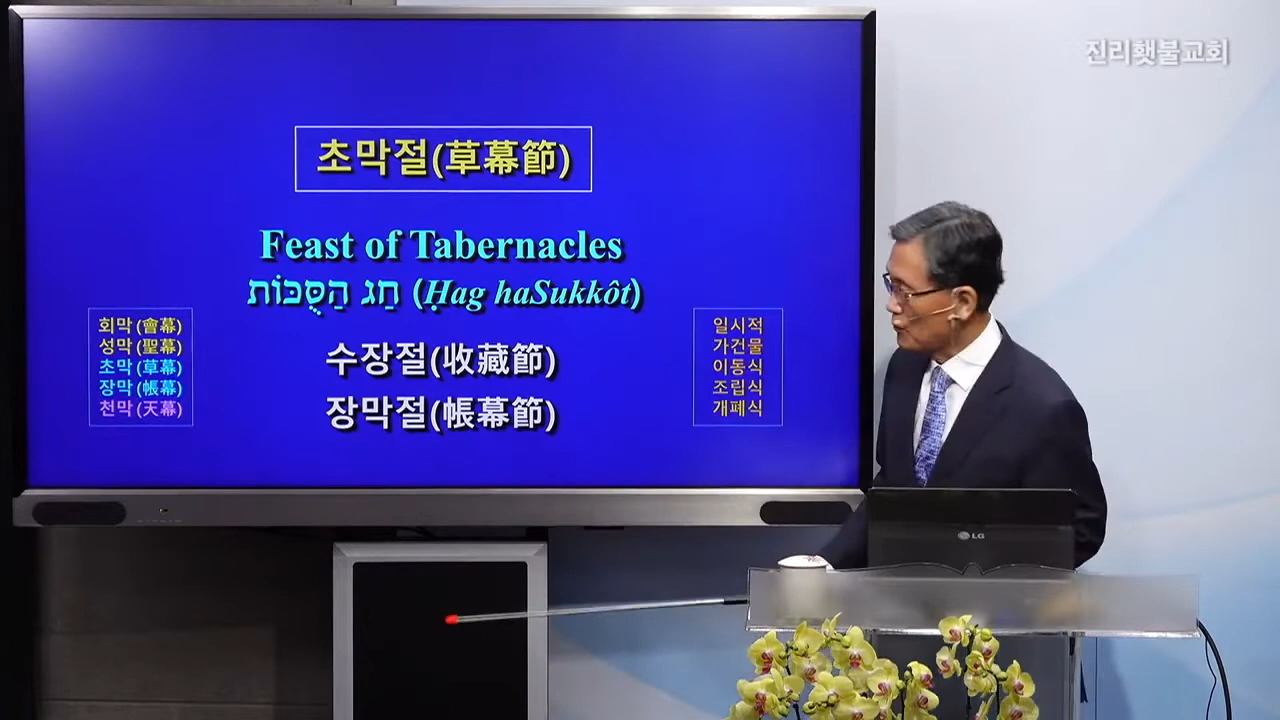 진리횃불교회
초막절(草幕節)
Feast of Tabernacles
חַג הַסֻּכּוֹת (Ḥag haSukkôt)
수장절(收藏節)
장막절(帳幕節)
회막(會幕)
성막(聖幕)
초막(草幕)
장막(帳幕)
천막(天幕)
일시적
가건물
이동식
조립식
개폐식
LG